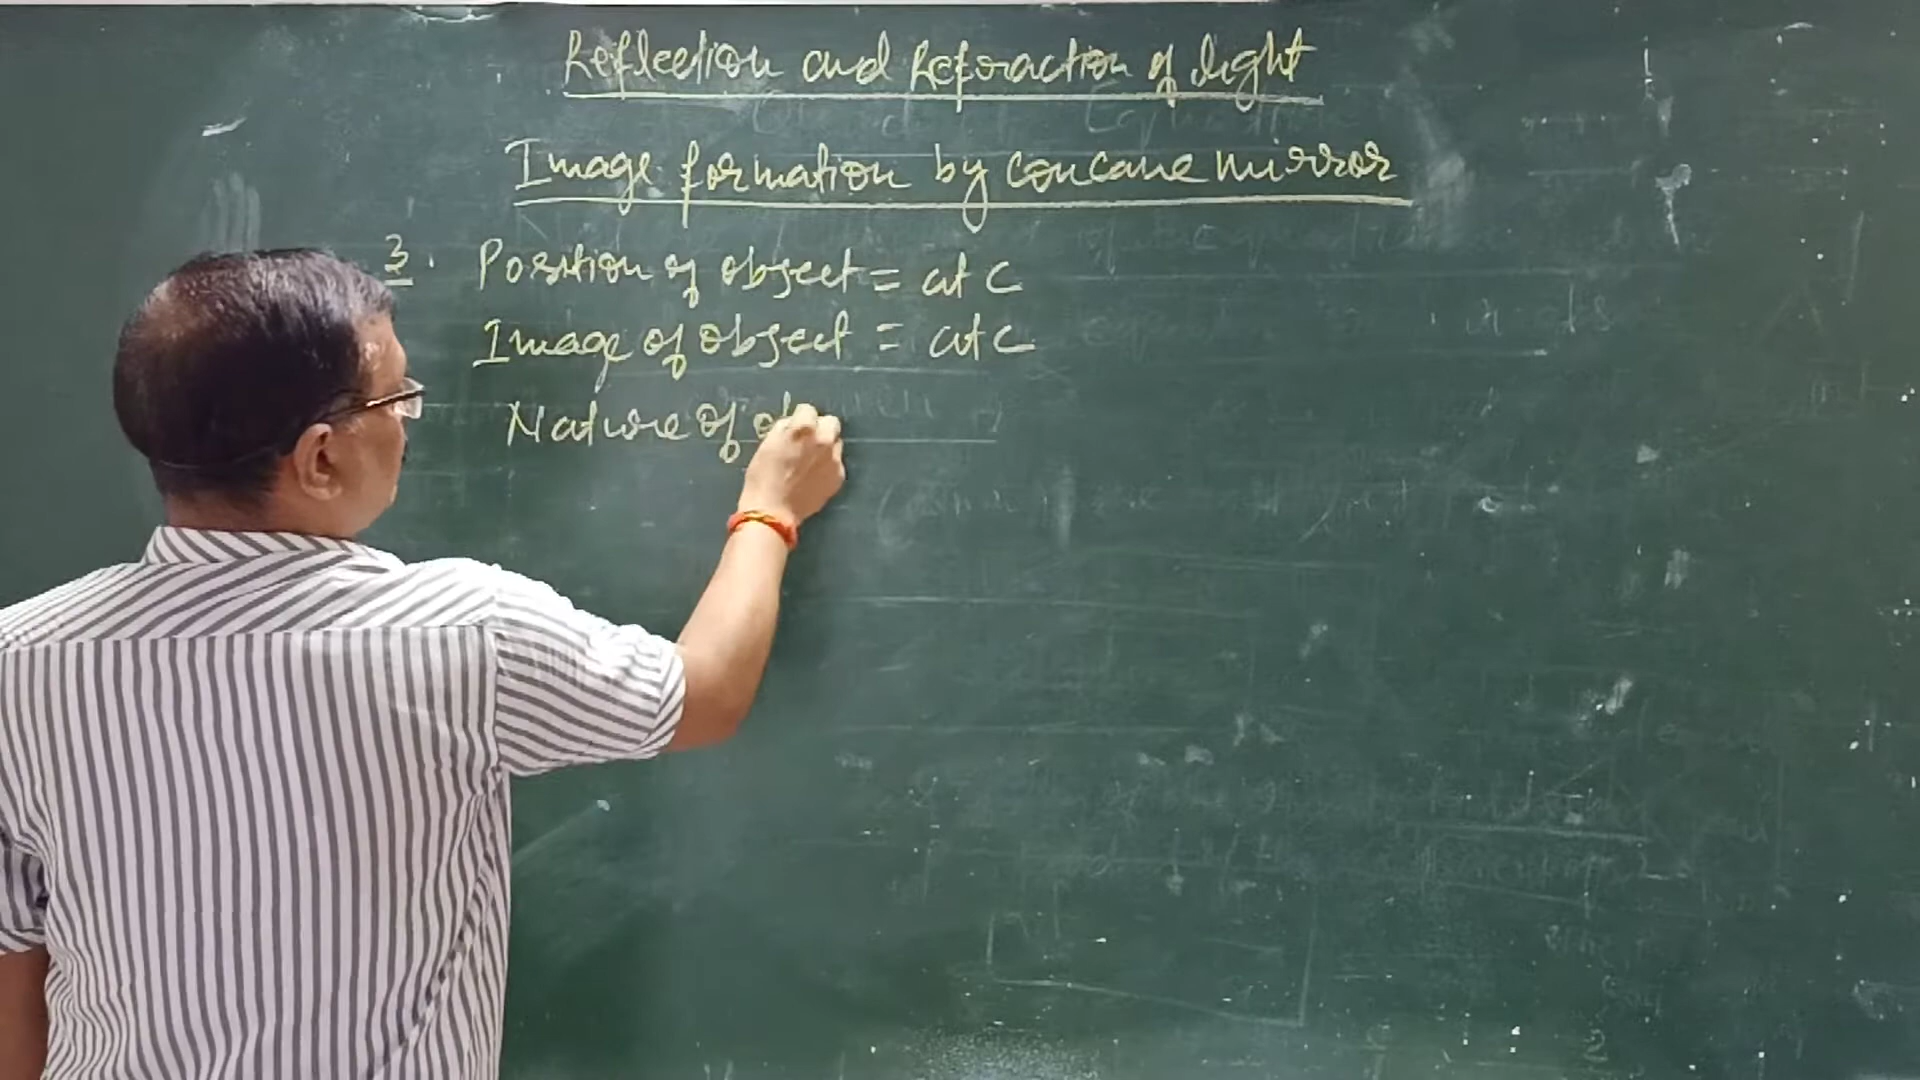 Reflection and Refraction of light
Image formation by concave mirror
3. Position of object = at C
Image of object = at C
Nature of ob